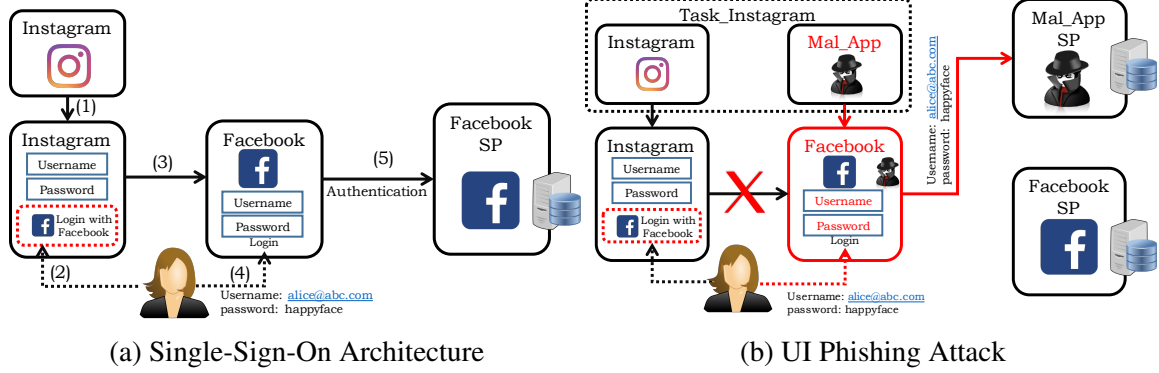 Instagram
(1)
Instagram
Username
Password
Login with
Facebook
(2)
(3)
Facebook
Username
Password
Login
(4)
Username: alice@abc.com
password: happyface
(5)
Authentication
Facebook
SP
(a) Single-Sign-On Architecture
Task_Instagram
Instagram
Mal_App
Instagram
Username
Password
Login with
Facebook
X
Facebook
Username
Password
Login
Username: alice@abc.com
password: happyface
Username: alice@abc.com
password: happyface
Mal_App
SP
Facebook
SP
(b) UI Phishing Attack